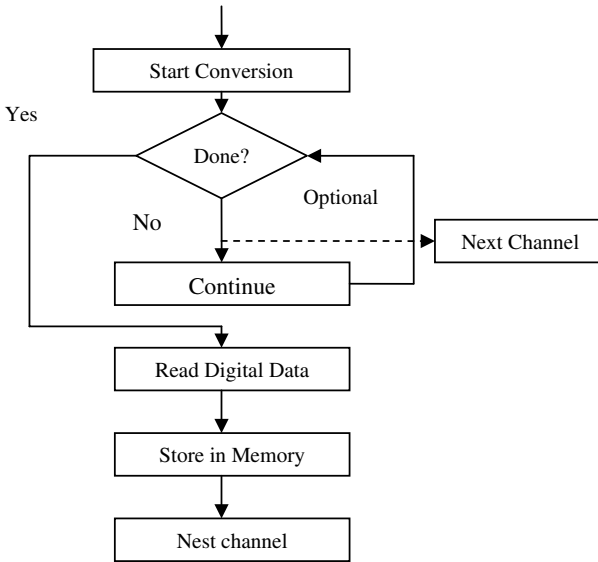 Start Conversion
Yes
Done?
Optional
No
Next Channel
Continue
Read Digital Data
Store in Memory
Nest channel